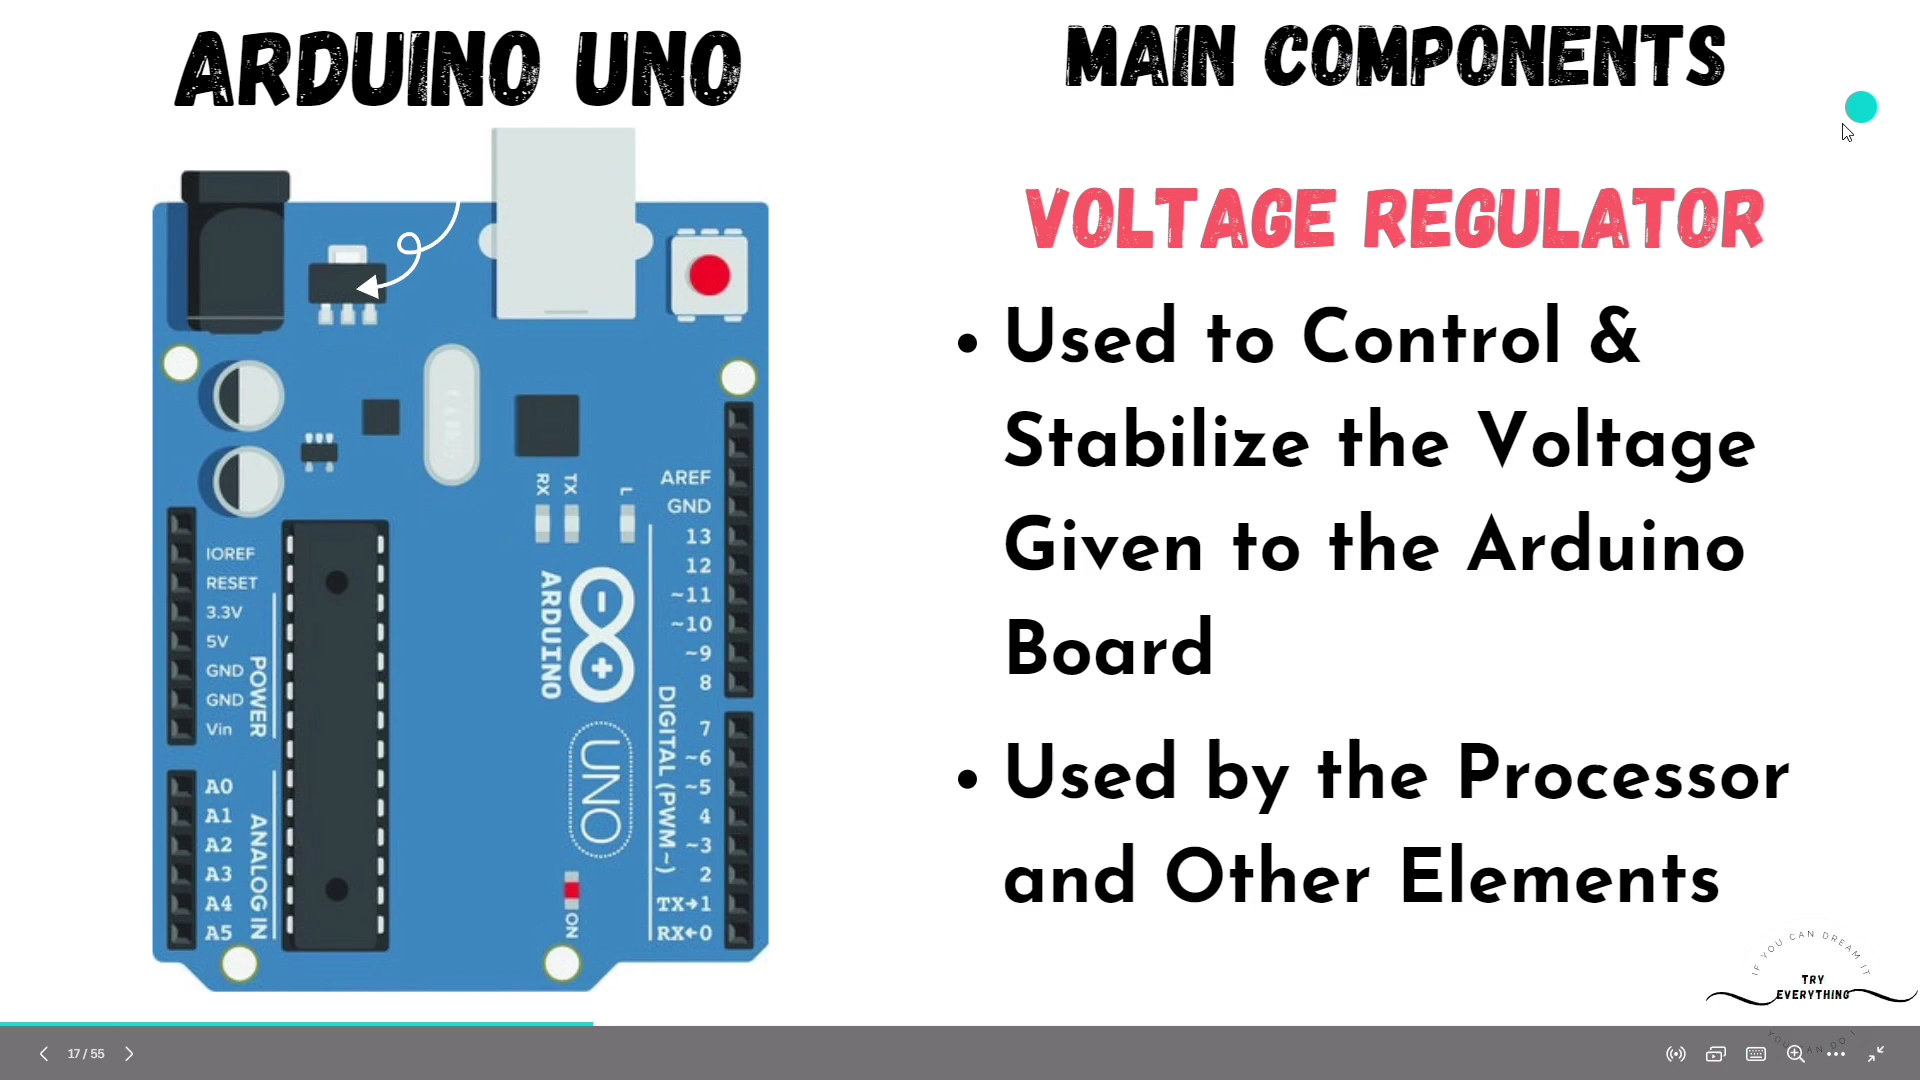 ARDUINO UNO
MAIN COMPONENTS
VOLTAGE REGULATOR
• Used to Control &
Stabilize the Voltage
Given to the Arduino
Board
• Used by the Processor
and Other Elements
RX
TX
L
AREF
GND
13
12
~11
~10
~9
8
7
~6
~5
4
~3
2
TX→1
RX←0
DIGITAL (PWM~)
ARDUINO
UNO
ON
IOREF
RESET
3.3V
5V
GND
GND
Vin
POWER
A0
A1
A2
A3
A4
A5
ANALOG IN
IF YOU CAN DREAM IT
TRY
EVERYTHING
17 / 55